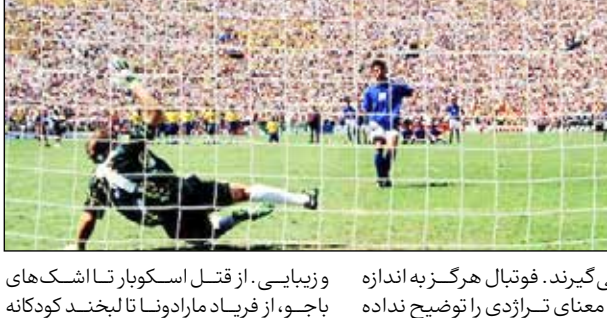 ی‌گیرند. فوتبال هرگز به اندازه
معنای تراژدی را توضیح نداده
و زیبایی. از قتل اسکوبار تا اشک‌های
باجو، از فریاد مارادونا تا لبخند کودکانه